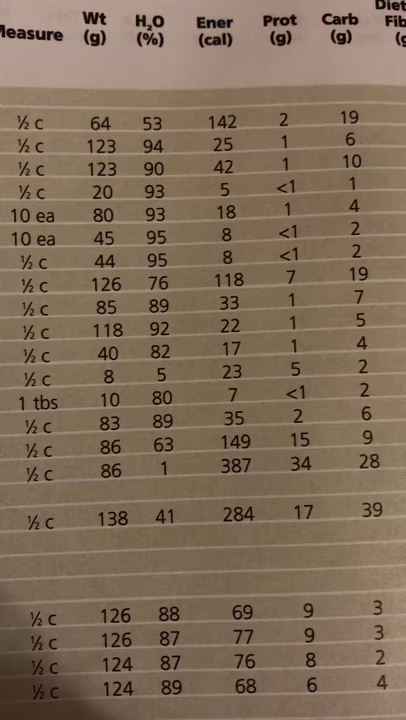 Diet
Wt H₂O Ener Prot Carb Fib
Measure (g) (%) (cal) (g) (g) (g
½ c 64 53 142 2 19
½ c 123 94 25 1 6
½ c 123 90 42 1 10
½ c 20 93 5 <1 1
10 ea 80 93 18 1 4
10 ea 45 95 8 <1 2
½ c 44 95 8 <1 2
½ c 126 76 118 7 19
½ c 85 89 33 1 7
½ c 118 92 22 1 5
½ c 40 82 17 1 4
½ c 8 5 23 5 2
1 tbs 10 80 7 <1 2
½ c 83 89 35 2 6
½ c 86 63 149 15 9
½ c 86 1 387 34 28
½ c 138 41 284 17 39
½ c 126 88 69 9 3
½ c 126 87 77 9 3
½ c 124 87 76 8 2
½ c 124 89 68 6 4